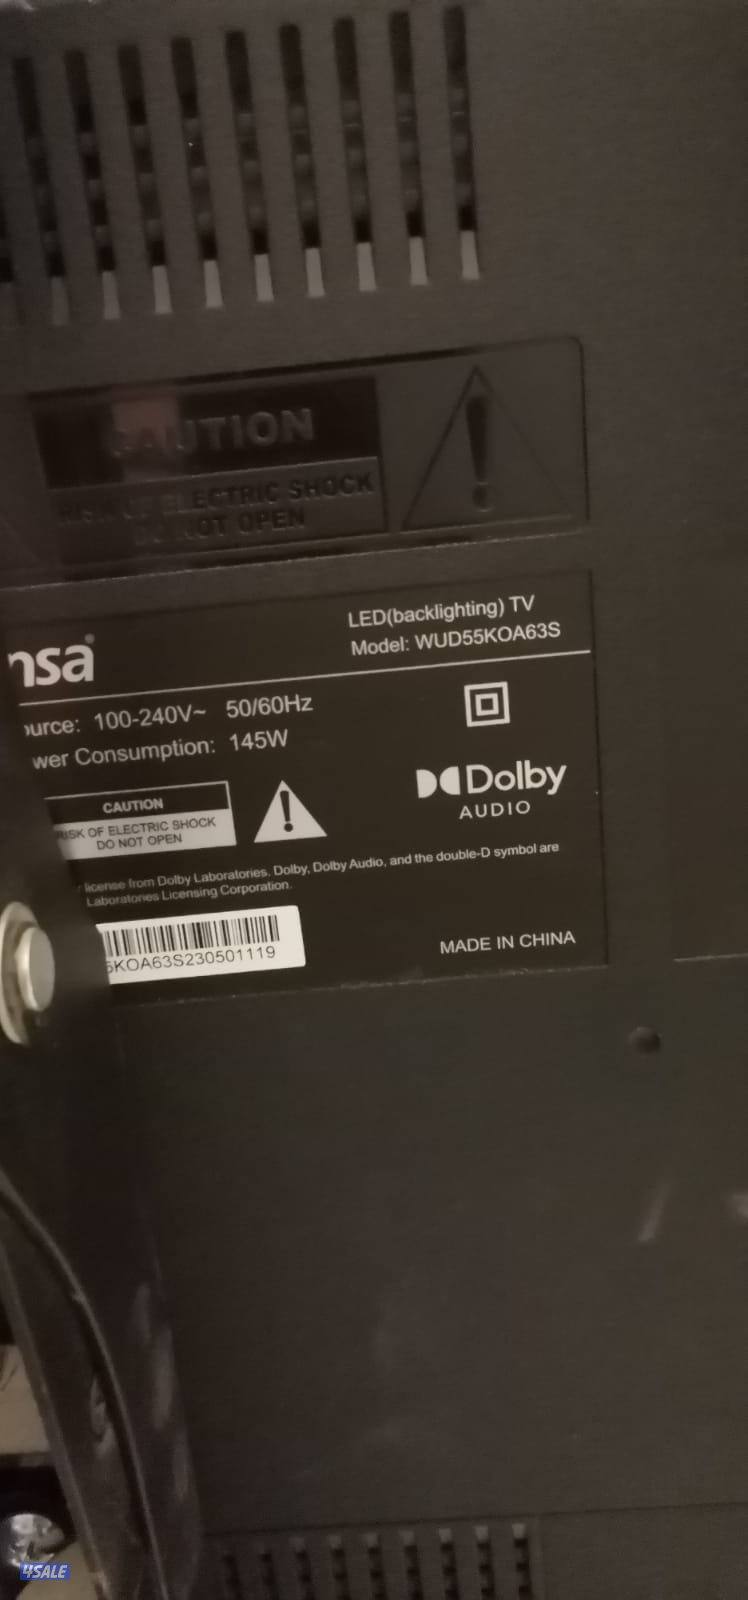 CAUTION
RISK OF ELECTRIC SHOCK
DO NOT OPEN
nsa
LED(backlighting) TV
Model: WUD55KOA63S
ource: 100-240V~ 50/60Hz
wer Consumption: 145W
CAUTION
RISK OF ELECTRIC SHOCK
DO NOT OPEN
Dolby
AUDIO
license from Dolby Laboratories. Dolby, Dolby Audio, and the double-D symbol are
Laboratories Licensing Corporation.
5KOA63S230501119
MADE IN CHINA
4SALE